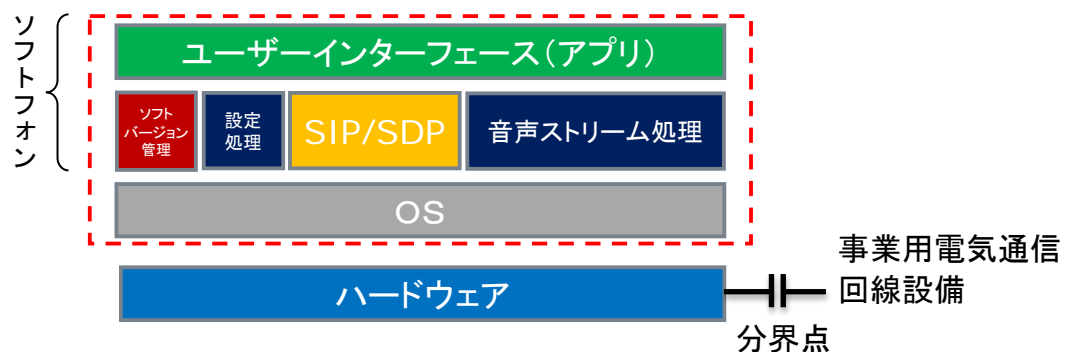 ソフトフォン
ユーザーインターフェース(アプリ)
ソフト
バージョン
管理
設定
処理
SIP/SDP
音声ストリーム処理
OS
ハードウェア
事業用電気通信
回線設備
分界点